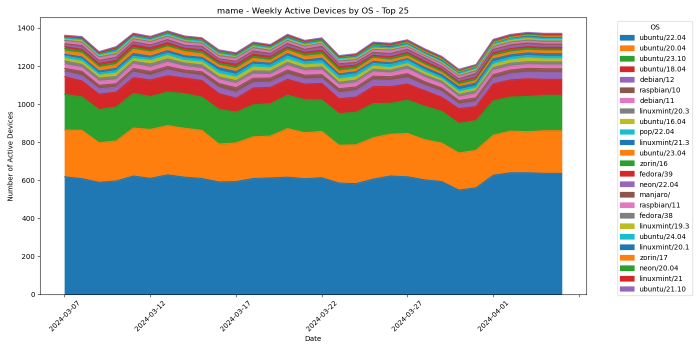 mame - Weekly Active Devices by OS - Top 25
Number of Active Devices
1400
1200
1000
800
600
400
200
0
2024-03-07
2024-03-12
2024-03-17
2024-03-22
2024-03-27
2024-04-01
Date
OS
ubuntu/22.04
ubuntu/20.04
ubuntu/23.10
ubuntu/18.04
debian/12
raspbian/10
debian/11
linuxmint/20.3
ubuntu/16.04
pop/22.04
linuxmint/21.3
ubuntu/23.04
zorin/16
fedora/39
neon/22.04
manjaro/
raspbian/11
fedora/38
linuxmint/19.3
ubuntu/24.04
linuxmint/20.1
zorin/17
neon/20.04
linuxmint/21
ubuntu/21.10